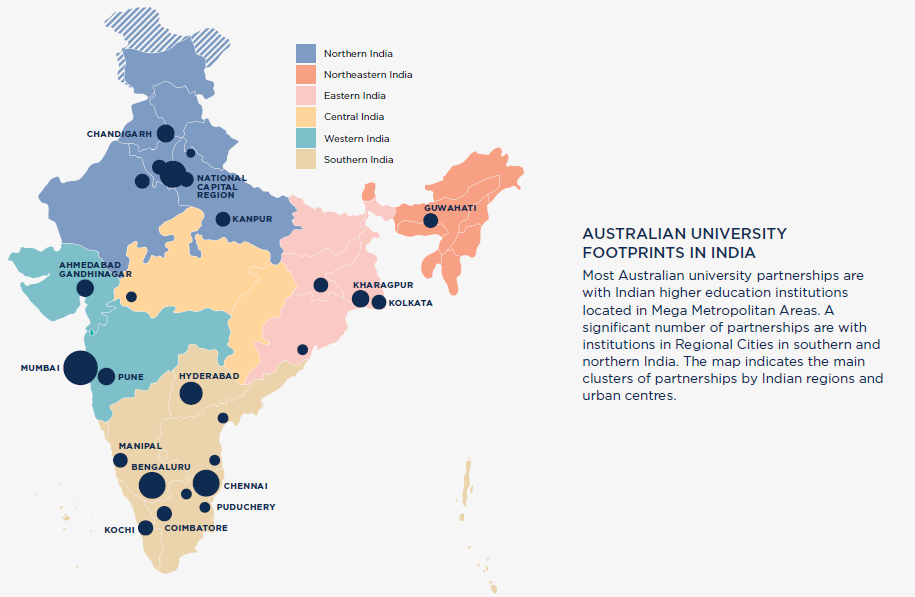 Northern India
Northeastern India
Eastern India
Central India
Western India
Southern India
CHANDIGARH
NATIONAL
CAPITAL
REGION
KANPUR
GUWAHATI
AHMEDABAD
GANDHINAGAR
KHARAGPUR
KOLKATA
MUMBAI
PUNE
HYDERABAD
MANIPAL
BENGALURU
CHENNAI
PUDUCHERY
COIMBATORE
KOCHI
AUSTRALIAN UNIVERSITY
FOOTPRINTS IN INDIA
Most Australian university partnerships are
with Indian higher education institutions
located in Mega Metropolitan Areas. A
significant number of partnerships are with
institutions in Regional Cities in southern and
northern India. The map indicates the main
clusters of partnerships by Indian regions and
urban centres.